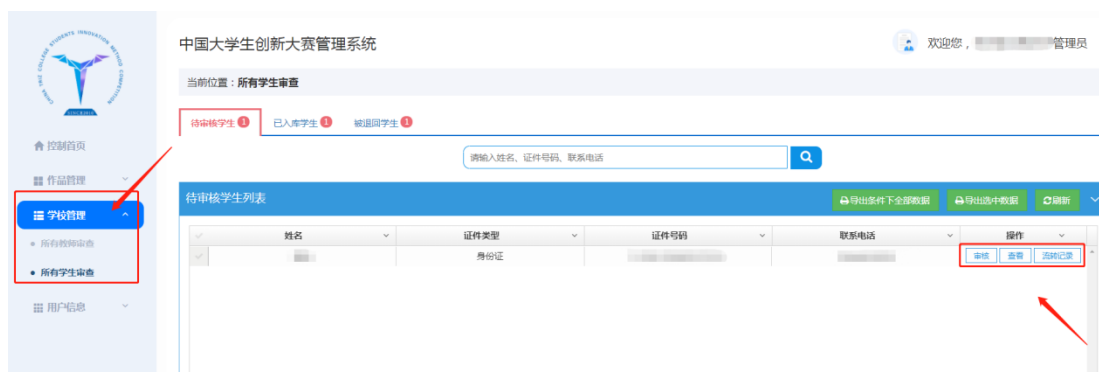 CHINA TRIZ COLLEGE STUDENTS INNOVATION METHOD COMPETITION
中国大学生创新大赛管理系统
欢迎您，
管理员
当前位置：所有学生审查
待审核学生 1
已入库学生 1
被退回学生 1
控制首页
作品管理
学校管理
所有教师审查
所有学生审查
用户信息
请输入姓名、证件号码、联系电话
待审核学生列表
导出条件下全部数据
导出选中数据
刷新
姓名 证件类型 证件号码 联系电话 操作
身份证 审核 查看 流转记录